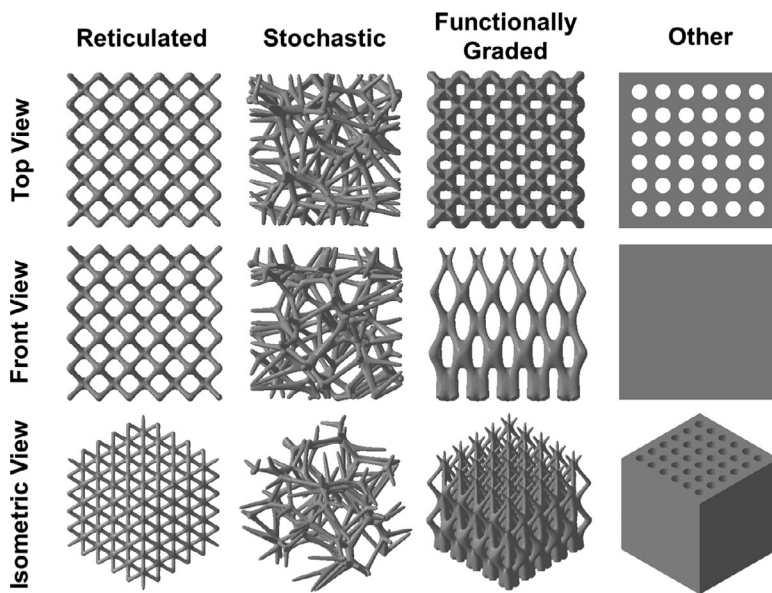 Reticulated
Stochastic
Functionally
Graded
Other
Top View
Front View
Isometric View